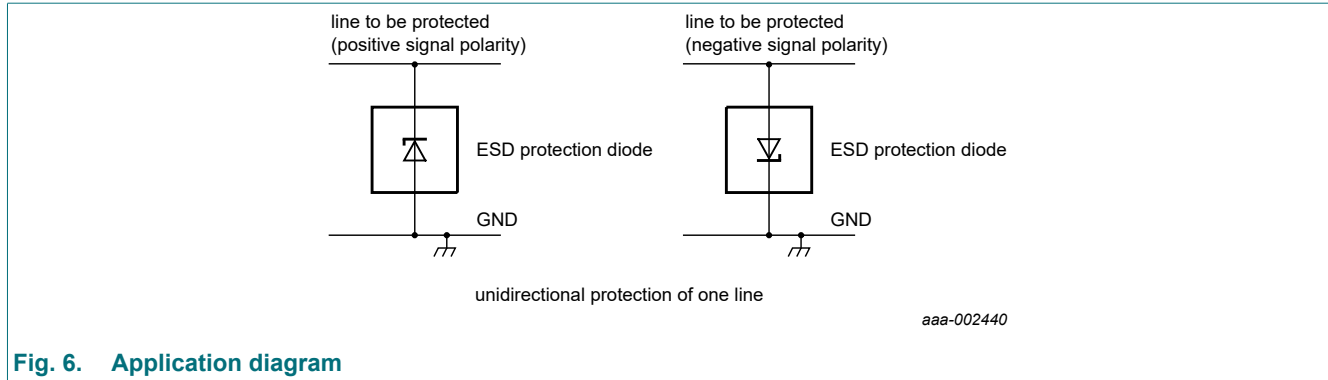 line to be protected
(positive signal polarity)
line to be protected
(negative signal polarity)
ESD protection diode
ESD protection diode
GND
GND
unidirectional protection of one line
aaa-002440
Fig. 6. Application diagram